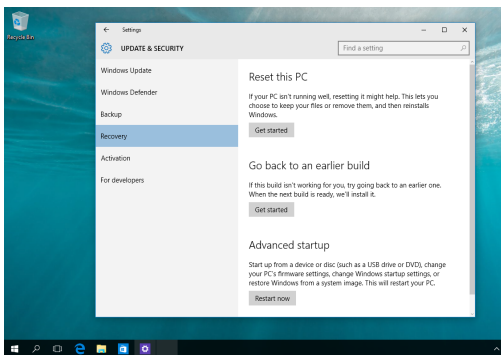 Recycle Bin
Settings
UPDATE & SECURITY
Find a setting
Windows Update
Windows Defender
Backup
Recovery
Activation
For developers
Reset this PC
If your PC isn't running well, resetting it might help. This lets you
choose to keep your files or remove them, and then reinstalls
Windows.
Get started
Go back to an earlier build
If this build isn't working for you, try going back to an earlier one.
When the next build is ready, we'll install it.
Get started
Advanced startup
Start up from a device or disc (such as a USB drive or DVD), change
your PC's firmware settings, change Windows startup settings, or
restore Windows from a system image. This will restart your PC.
Restart now